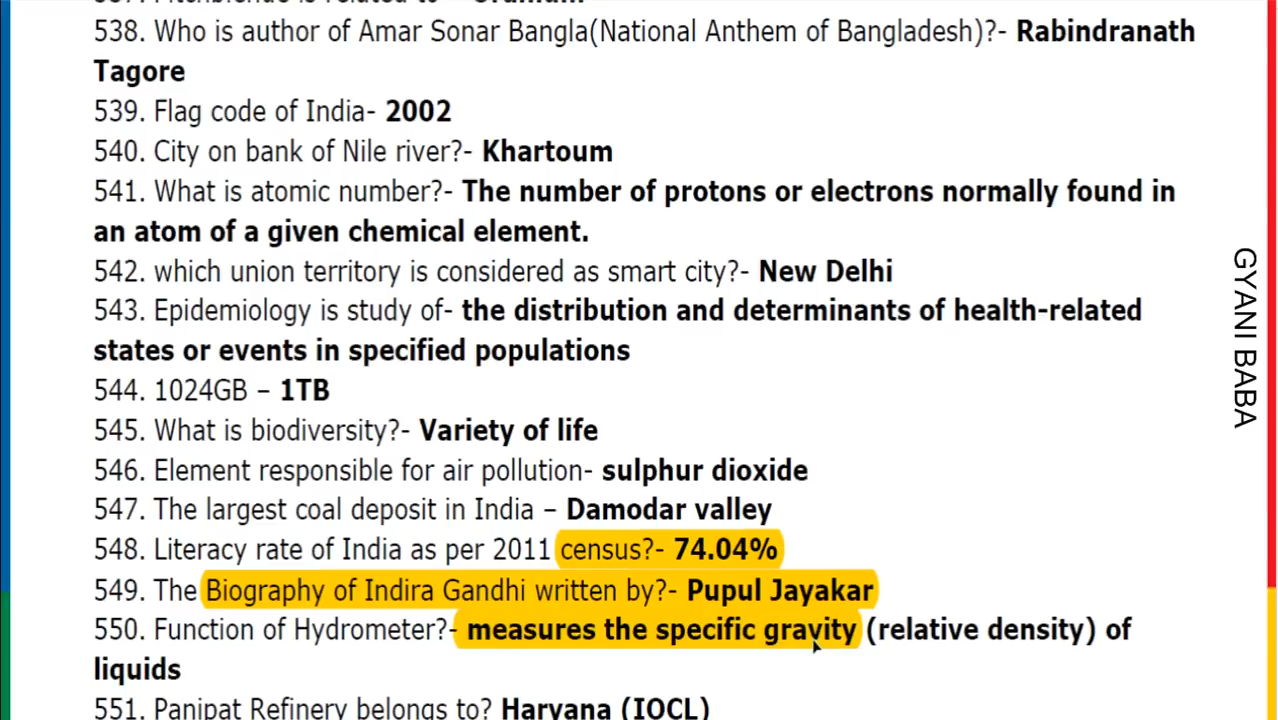 538. Who is author of Amar Sonar Bangla(National Anthem of Bangladesh)?- Rabindranath
Tagore
539. Flag code of India- 2002
540. City on bank of Nile river?- Khartoum
541. What is atomic number?- The number of protons or electrons normally found in
an atom of a given chemical element.
542. which union territory is considered as smart city?- New Delhi
543. Epidemiology is study of- the distribution and determinants of health-related
states or events in specified populations
544. 1024GB – 1TB
545. What is biodiversity?- Variety of life
546. Element responsible for air pollution- sulphur dioxide
547. The largest coal deposit in India – Damodar valley
548. Literacy rate of India as per 2011 census?- 74.04%
549. The Biography of Indira Gandhi written by?- Pupul Jayakar
550. Function of Hydrometer?- measures the specific gravity (relative density) of
liquids
551. Panipat Refinery belongs to? Haryana (IOCL)
GYANI BABA